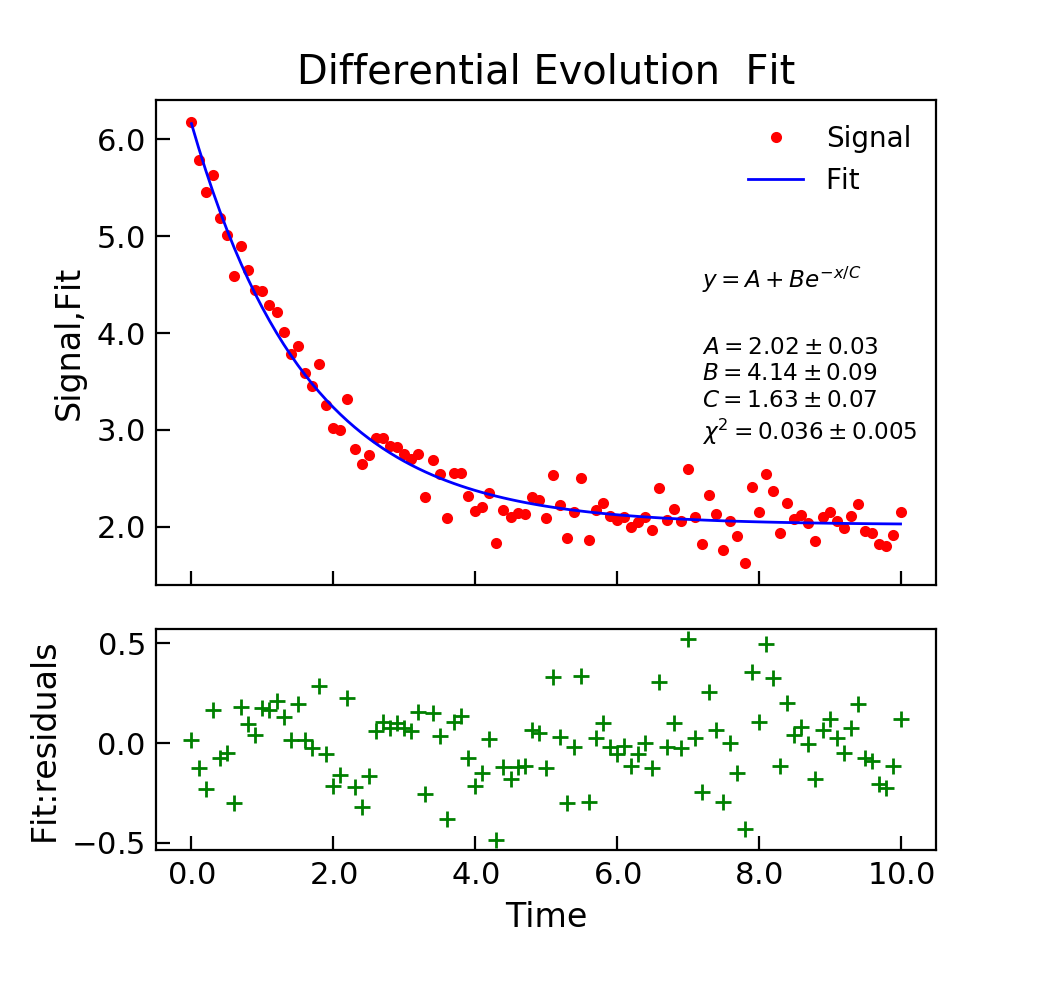 Differential Evolution  Fit
6.0
5.0
4.0
3.0
2.0
Signal,Fit
Signal
Fit
y = A + Be^{−x/C}
A = 2.02 ± 0.03
B = 4.14 ± 0.09
C = 1.63 ± 0.07
χ² = 0.036 ± 0.005
0.5
0.0
−0.5
Fit:residuals
0.0 2.0 4.0 6.0 8.0 10.0
Time